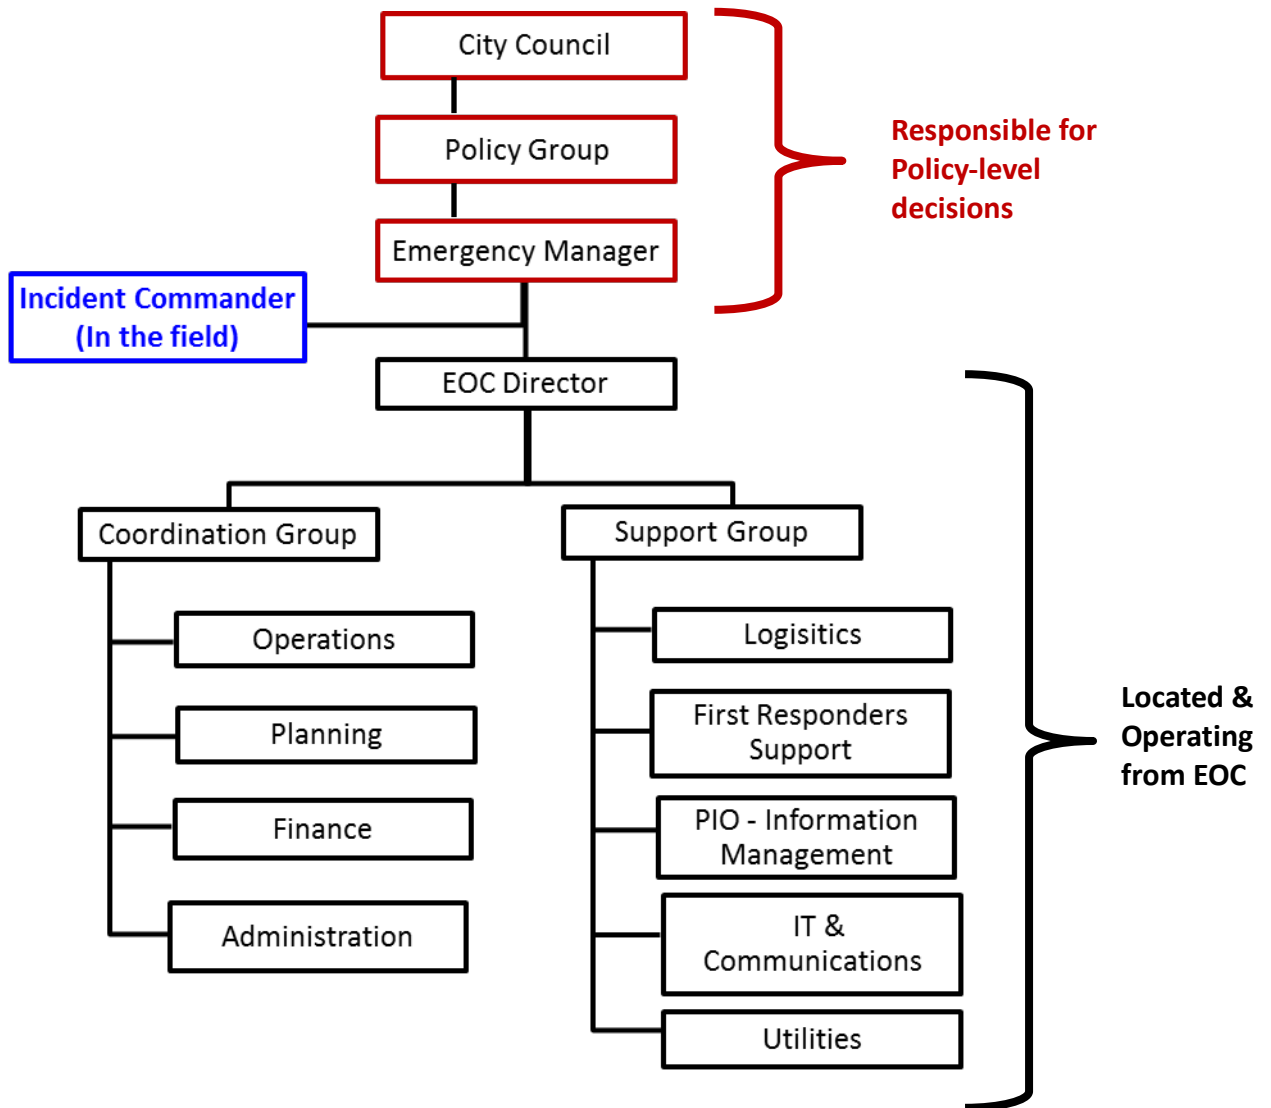 City Council
Policy Group
Emergency Manager
Responsible for
Policy-level
decisions
Incident Commander
(In the field)
EOC Director
Coordination Group
Operations
Planning
Finance
Administration
Support Group
Logisitics
First Responders
Support
PIO - Information
Management
IT &
Communications
Utilities
Located &
Operating
from EOC